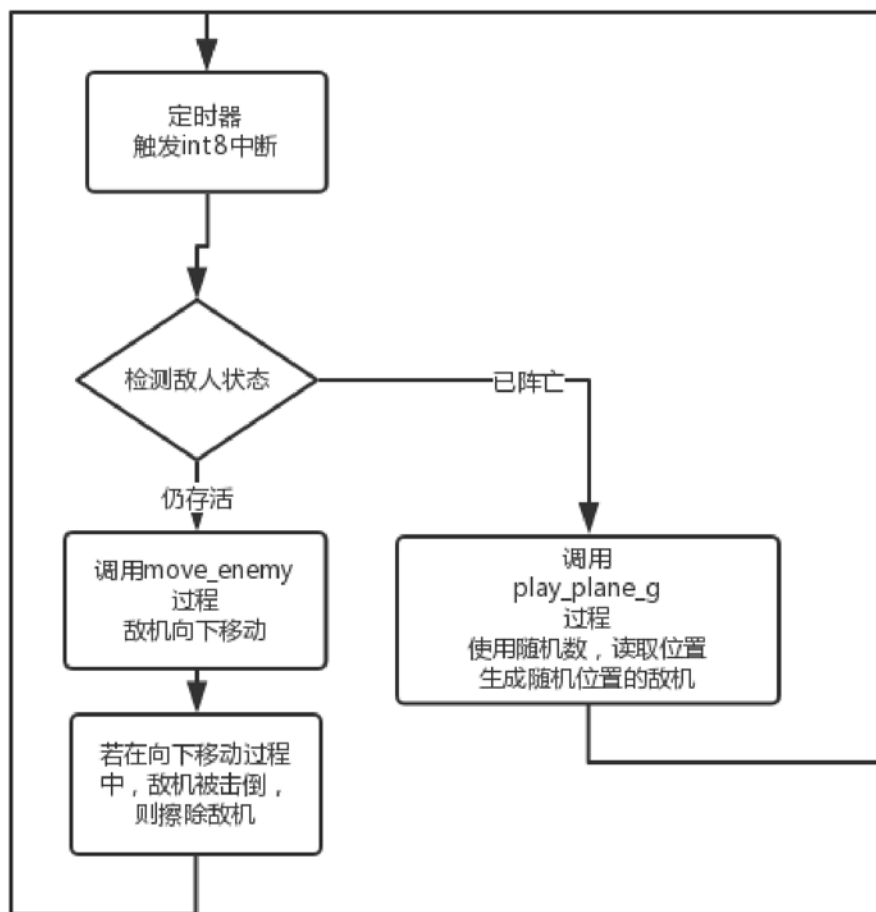 定时器
触发int8中断
检测敌人状态
已阵亡
仍存活
调用move_enemy
过程
敌机向下移动
调用
play_plane_g
过程
使用随机数，读取位置
生成随机位置的敌机
若在向下移动过程
中，敌机被击倒，
则擦除敌机